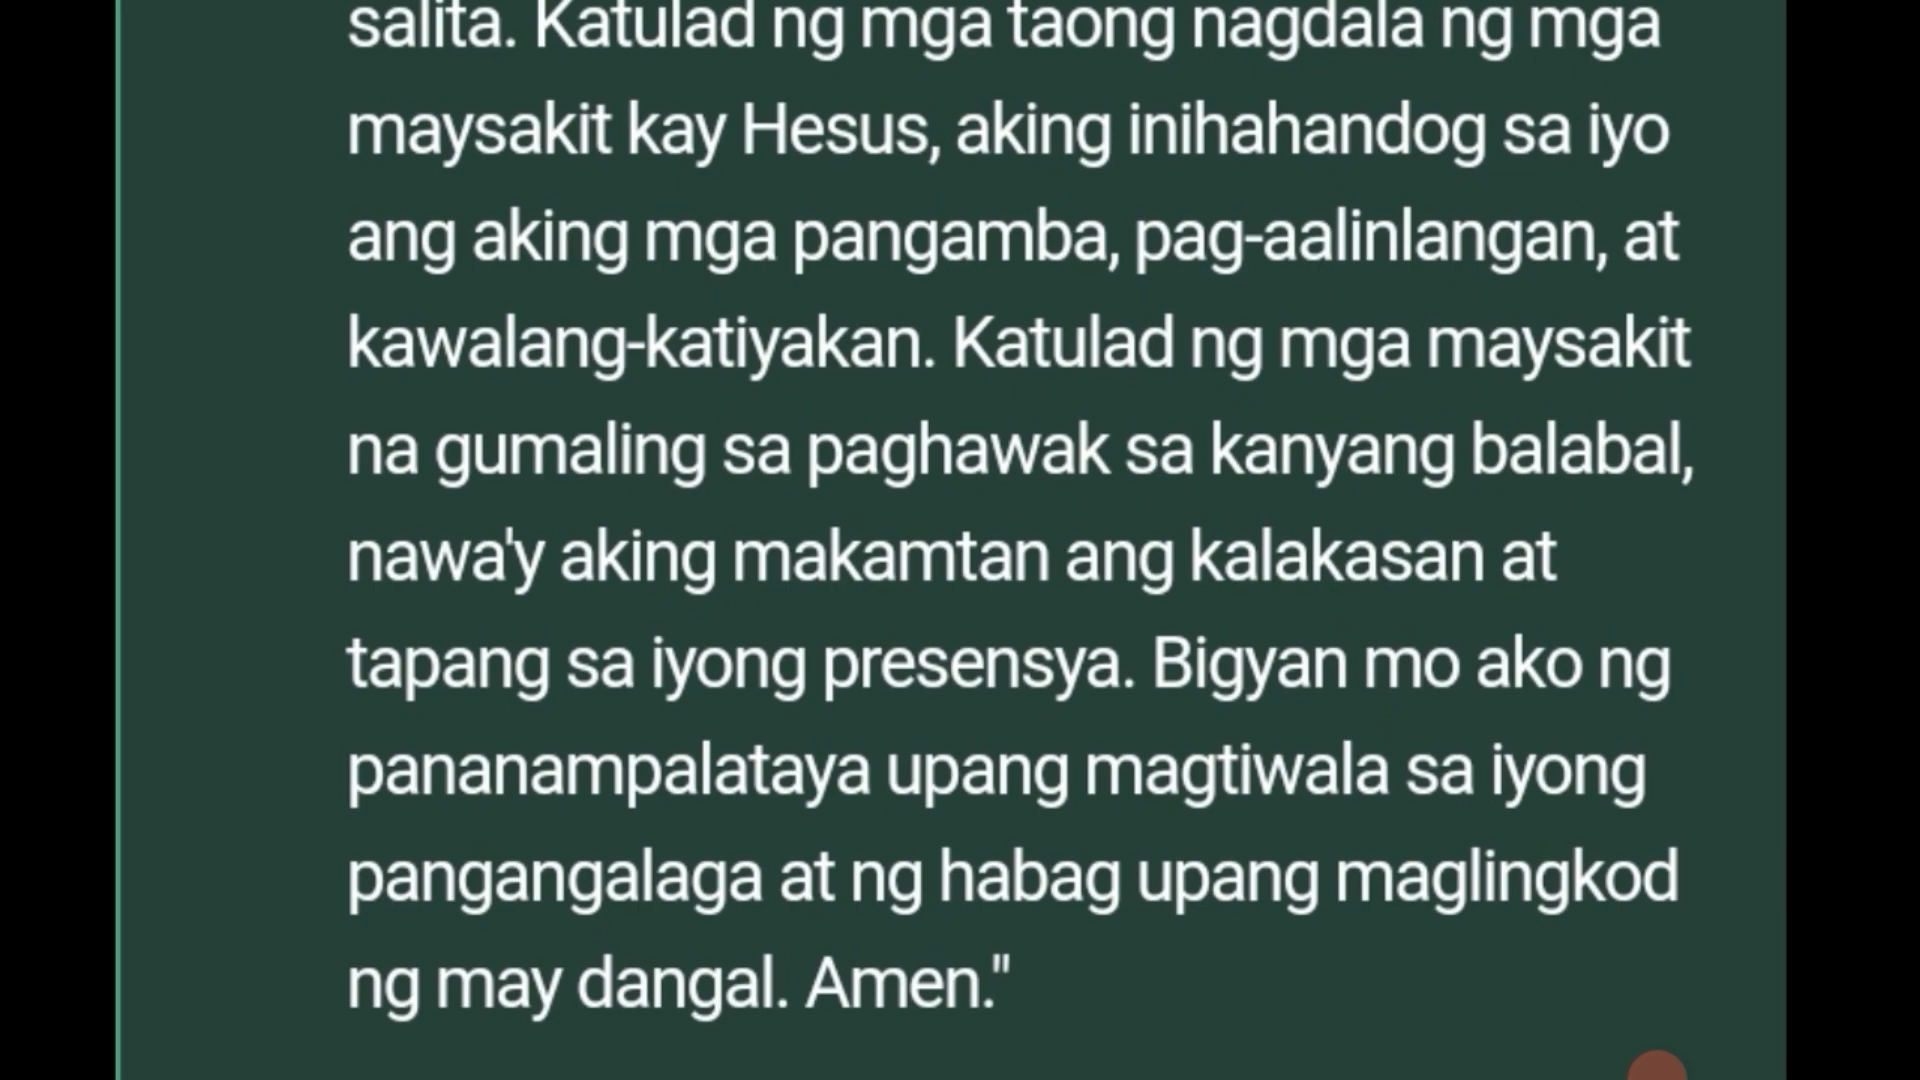 salita. Katulad ng mga taong nagdala ng mga
maysakit kay Hesus, aking inihahandog sa iyo
ang aking mga pangamba, pag-aalinlangan, at
kawalang-katiyakan. Katulad ng mga maysakit
na gumaling sa paghawak sa kanyang balabal,
nawa'y aking makamtan ang kalakasan at
tapang sa iyong presensya. Bigyan mo ako ng
pananampalataya upang magtiwala sa iyong
pangangalaga at ng habag upang maglingkod
ng may dangal. Amen."